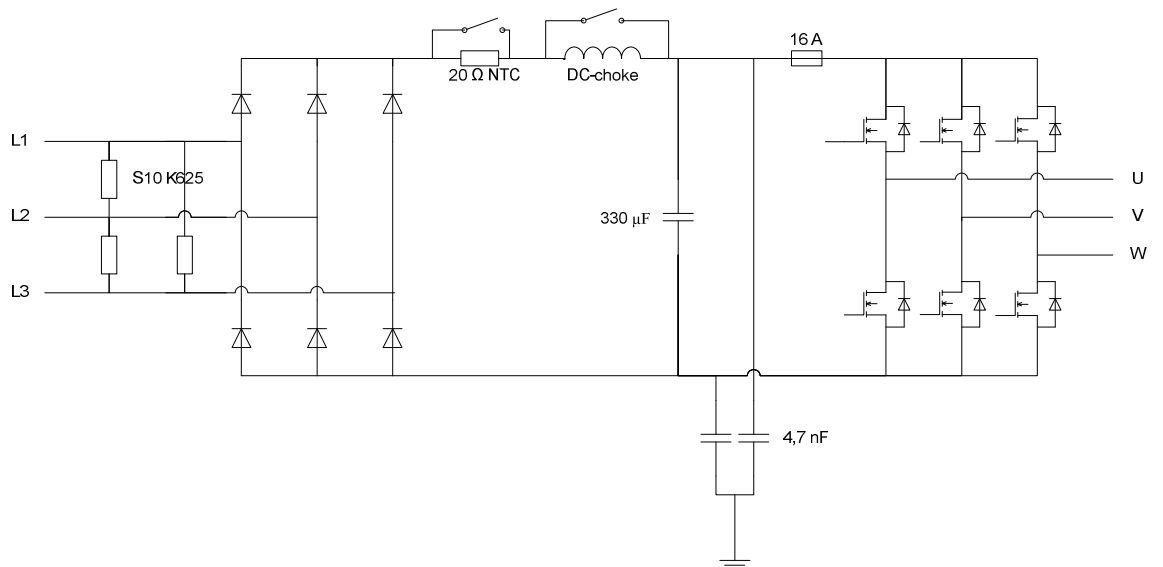 16 A
20 Ω NTC
DC-choke
L1
S10 K625
U
L2
330 µF
V
W
L3
4,7 nF